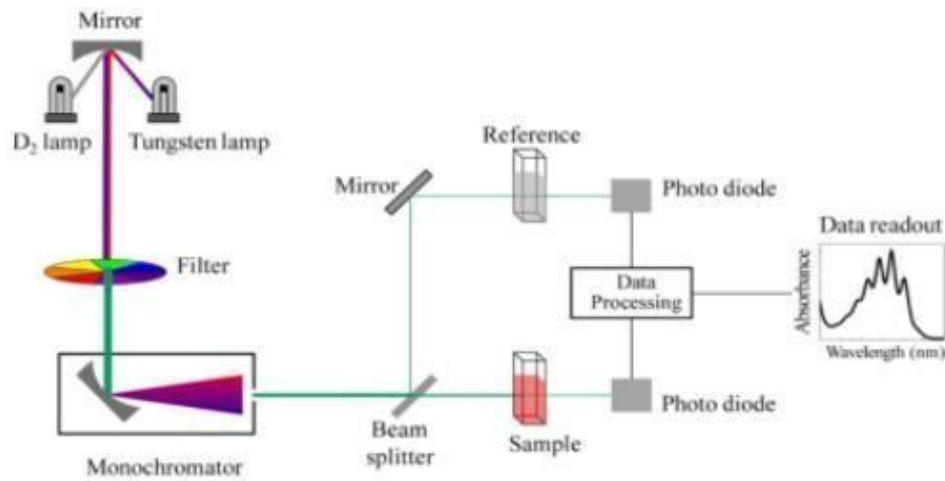 Mirror
D₂ lamp
Tungsten lamp
Filter
Monochromator
Mirror
Beam
splitter
Reference
Sample
Photo diode
Data
Processing
Photo diode
Data readout
Absorbance
Wavelength (nm)